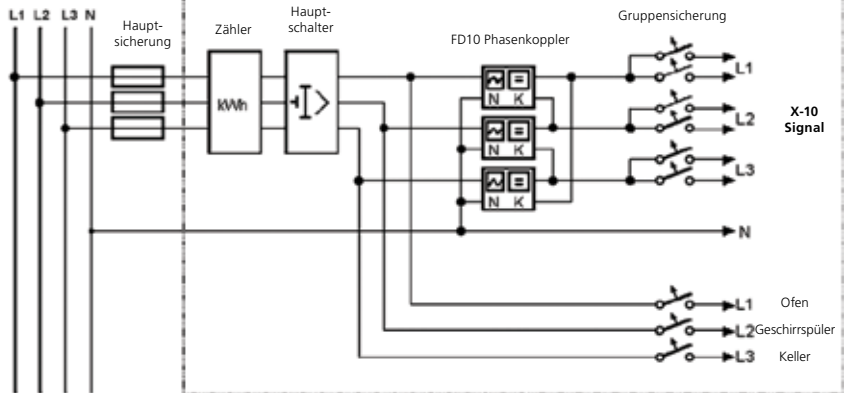 L1 L2 L3 N
Haupt-
sicherung
Zähler
Haupt-
schalter
FD10 Phasenkoppler
Gruppensicherung
kWh
I
N K
N K
N K
L1
L2
L3
N
X-10
Signal
L1 Ofen
L2 Geschirrspüler
L3 Keller